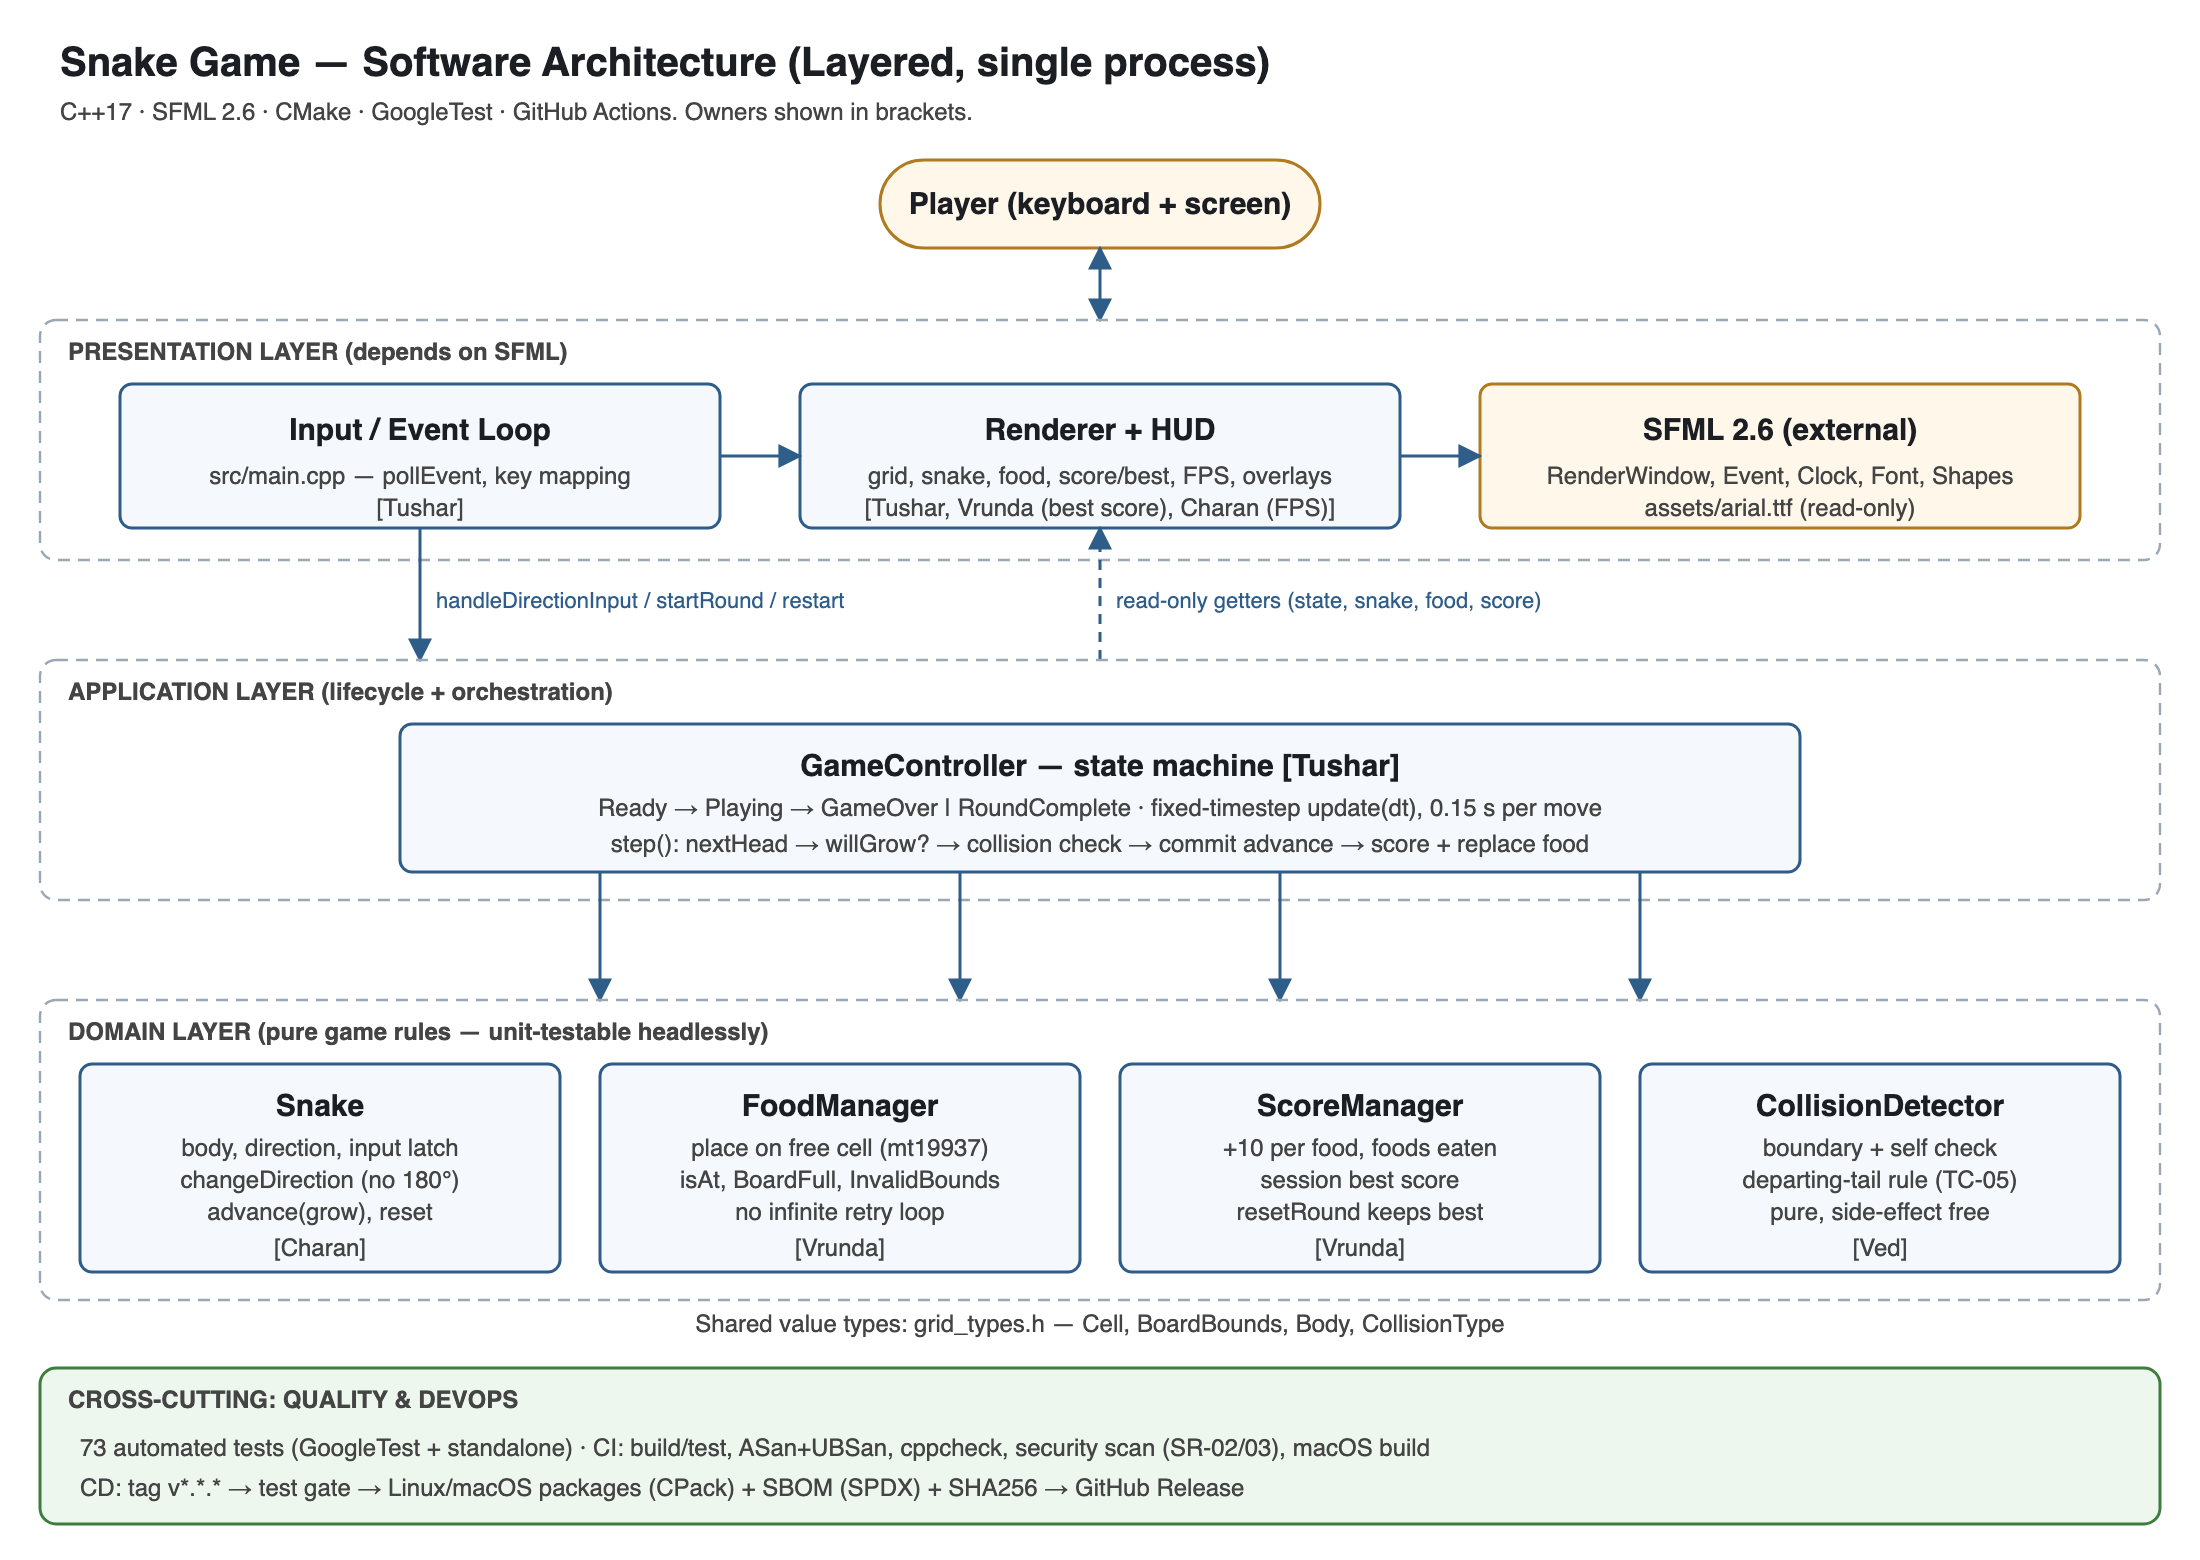 Snake Game — Software Architecture (Layered, single process)
C++17 · SFML 2.6 · CMake · GoogleTest · GitHub Actions. Owners shown in brackets.
Player (keyboard + screen)
PRESENTATION LAYER (depends on SFML)
Input / Event Loop
src/main.cpp — pollEvent, key mapping
[Tushar]
Renderer + HUD
grid, snake, food, score/best, FPS, overlays
[Tushar, Vrunda (best score), Charan (FPS)]
SFML 2.6 (external)
RenderWindow, Event, Clock, Font, Shapes
assets/arial.ttf (read-only)
handleDirectionInput / startRound / restart
read-only getters (state, snake, food, score)
APPLICATION LAYER (lifecycle + orchestration)
GameController — state machine [Tushar]
Ready → Playing → GameOver | RoundComplete · fixed-timestep update(dt), 0.15 s per move
step(): nextHead → willGrow? → collision check → commit advance → score + replace food
DOMAIN LAYER (pure game rules — unit-testable headlessly)
Snake
body, direction, input latch
changeDirection (no 180°)
advance(grow), reset
[Charan]
FoodManager
place on free cell (mt19937)
isAt, BoardFull, InvalidBounds
no infinite retry loop
[Vrunda]
ScoreManager
+10 per food, foods eaten
session best score
resetRound keeps best
[Vrunda]
CollisionDetector
boundary + self check
departing-tail rule (TC-05)
pure, side-effect free
[Ved]
Shared value types: grid_types.h — Cell, BoardBounds, Body, CollisionType
CROSS-CUTTING: QUALITY & DEVOPS
73 automated tests (GoogleTest + standalone) · CI: build/test, ASan+UBSan, cppcheck, security scan (SR-02/03), macOS build
CD: tag v*.*.* → test gate → Linux/macOS packages (CPack) + SBOM (SPDX) + SHA256 → GitHub Release